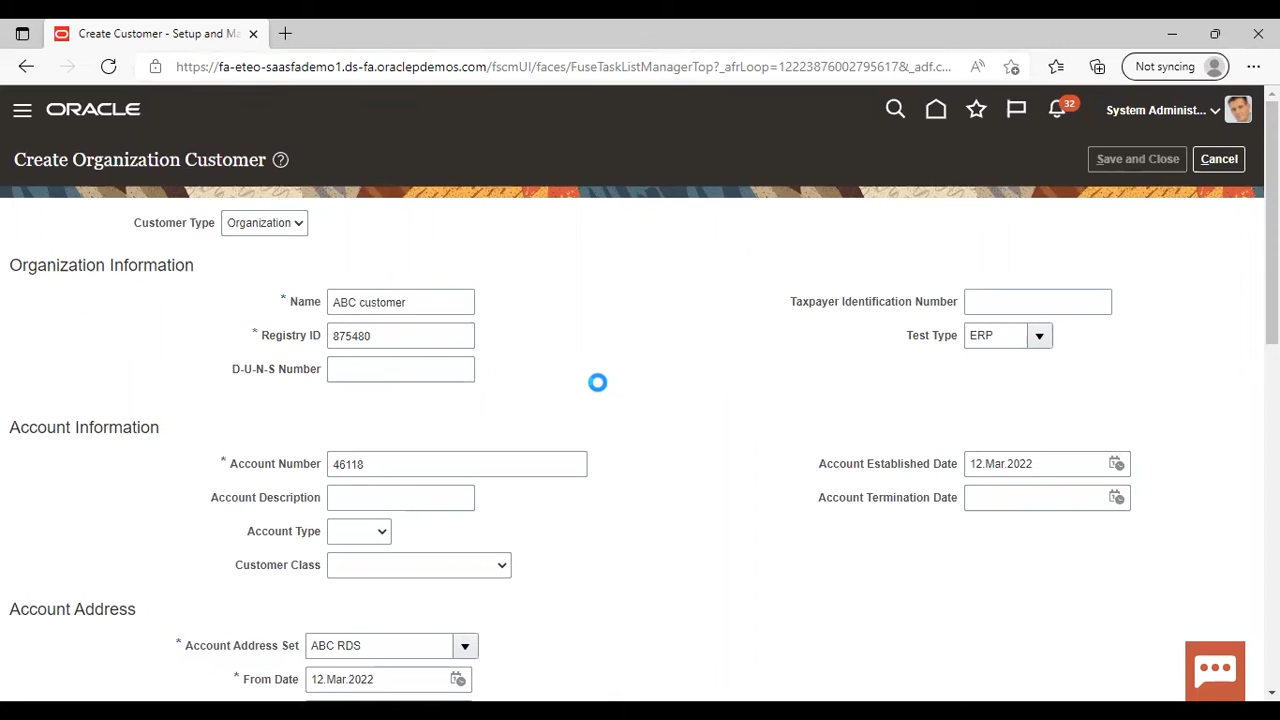 Create Customer - Setup and Ma
https://fa-eteo-saasfademo1.ds-fa.oraclepdemos.com/fscmUI/faces/FuseTaskListManagerTop?_afrLoop=12223876002795617&_adf.c...
Not syncing
ORACLE
32
System Administ...
Create Organization Customer
Save and Close
Cancel
Customer Type Organization
Organization Information
* Name ABC customer
Taxpayer Identification Number
* Registry ID 875480
Test Type ERP
D-U-N-S Number
Account Information
* Account Number 46118
Account Established Date 12.Mar.2022
Account Description
Account Termination Date
Account Type
Customer Class
Account Address
* Account Address Set ABC RDS
* From Date 12.Mar.2022